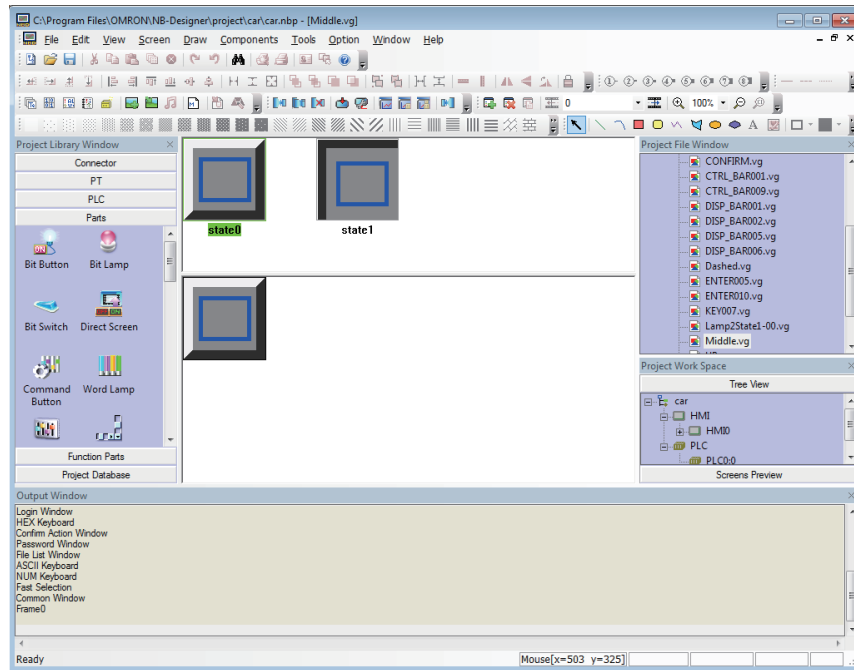 C:\Program Files\OMRON\NB-Designer\project\car\car.nbp - [Middle.vg]
File Edit View Screen Draw Components Tools Option Window Help
0
100%
A
Project Library Window
Connector
PT
PLC
Parts
Bit Button Bit Lamp
Bit Switch Direct Screen
Command Button Word Lamp
Function Parts
Project Database
state0 state1
Project File Window
CONFIRM.vg
CTRL_BAR001.vg
CTRL_BAR009.vg
DISP_BAR001.vg
DISP_BAR002.vg
DISP_BAR005.vg
DISP_BAR006.vg
Dashed.vg
ENTER005.vg
ENTER010.vg
KEY007.vg
Lamp2State1-00.vg
Middle.vg
Project Work Space
Tree View
car
HMI
HMI0
PLC
PLC0:0
Screens Preview
Output Window
Login Window
HEX Keyboard
Confirm Action Window
Password Window
File List Window
ASCII Keyboard
NUM Keyboard
Fast Selection
Common Window
Frame0
Ready
Mouse[x=503 y=325]